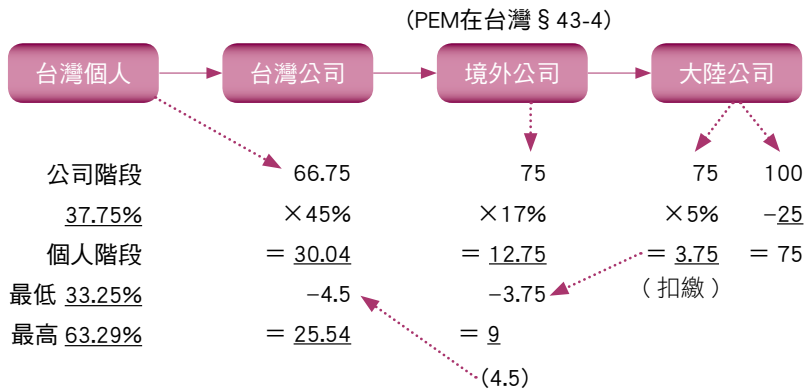 (PEM在台灣§43-4)
台灣個人 台灣公司 境外公司 大陸公司
公司階段 66.75 75 75 100
37.75% ×45% ×17% ×5% −25
個人階段 = 30.04 = 12.75 = 3.75 = 75
最低 33.25% −4.5 −3.75 (扣繳)
最高 63.29% = 25.54 = 9
(4.5)